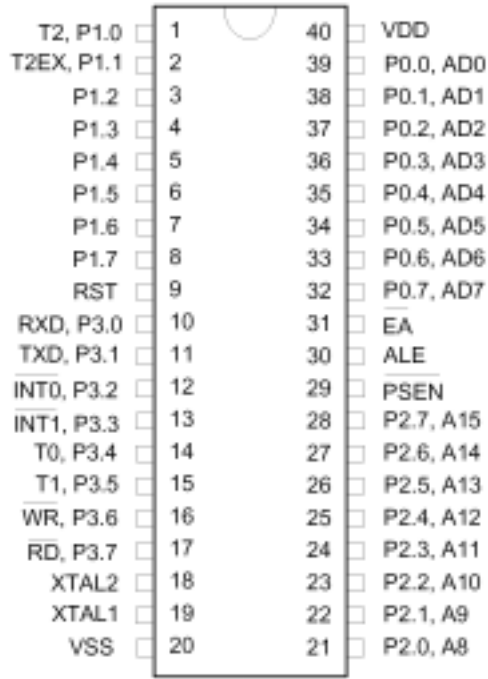 T2, P1.0 1 40 VDD
T2EX, P1.1 2 39 P0.0, AD0
P1.2 3 38 P0.1, AD1
P1.3 4 37 P0.2, AD2
P1.4 5 36 P0.3, AD3
P1.5 6 35 P0.4, AD4
P1.6 7 34 P0.5, AD5
P1.7 8 33 P0.6, AD6
RST 9 32 P0.7, AD7
RXD, P3.0 10 31 E̅A̅
TXD, P3.1 11 30 ALE
I̅N̅T̅0̅, P3.2 12 29 P̅S̅E̅N̅
I̅N̅T̅1̅, P3.3 13 28 P2.7, A15
T0, P3.4 14 27 P2.6, A14
T1, P3.5 15 26 P2.5, A13
W̅R̅, P3.6 16 25 P2.4, A12
R̅D̅, P3.7 17 24 P2.3, A11
XTAL2 18 23 P2.2, A10
XTAL1 19 22 P2.1, A9
VSS 20 21 P2.0, A8